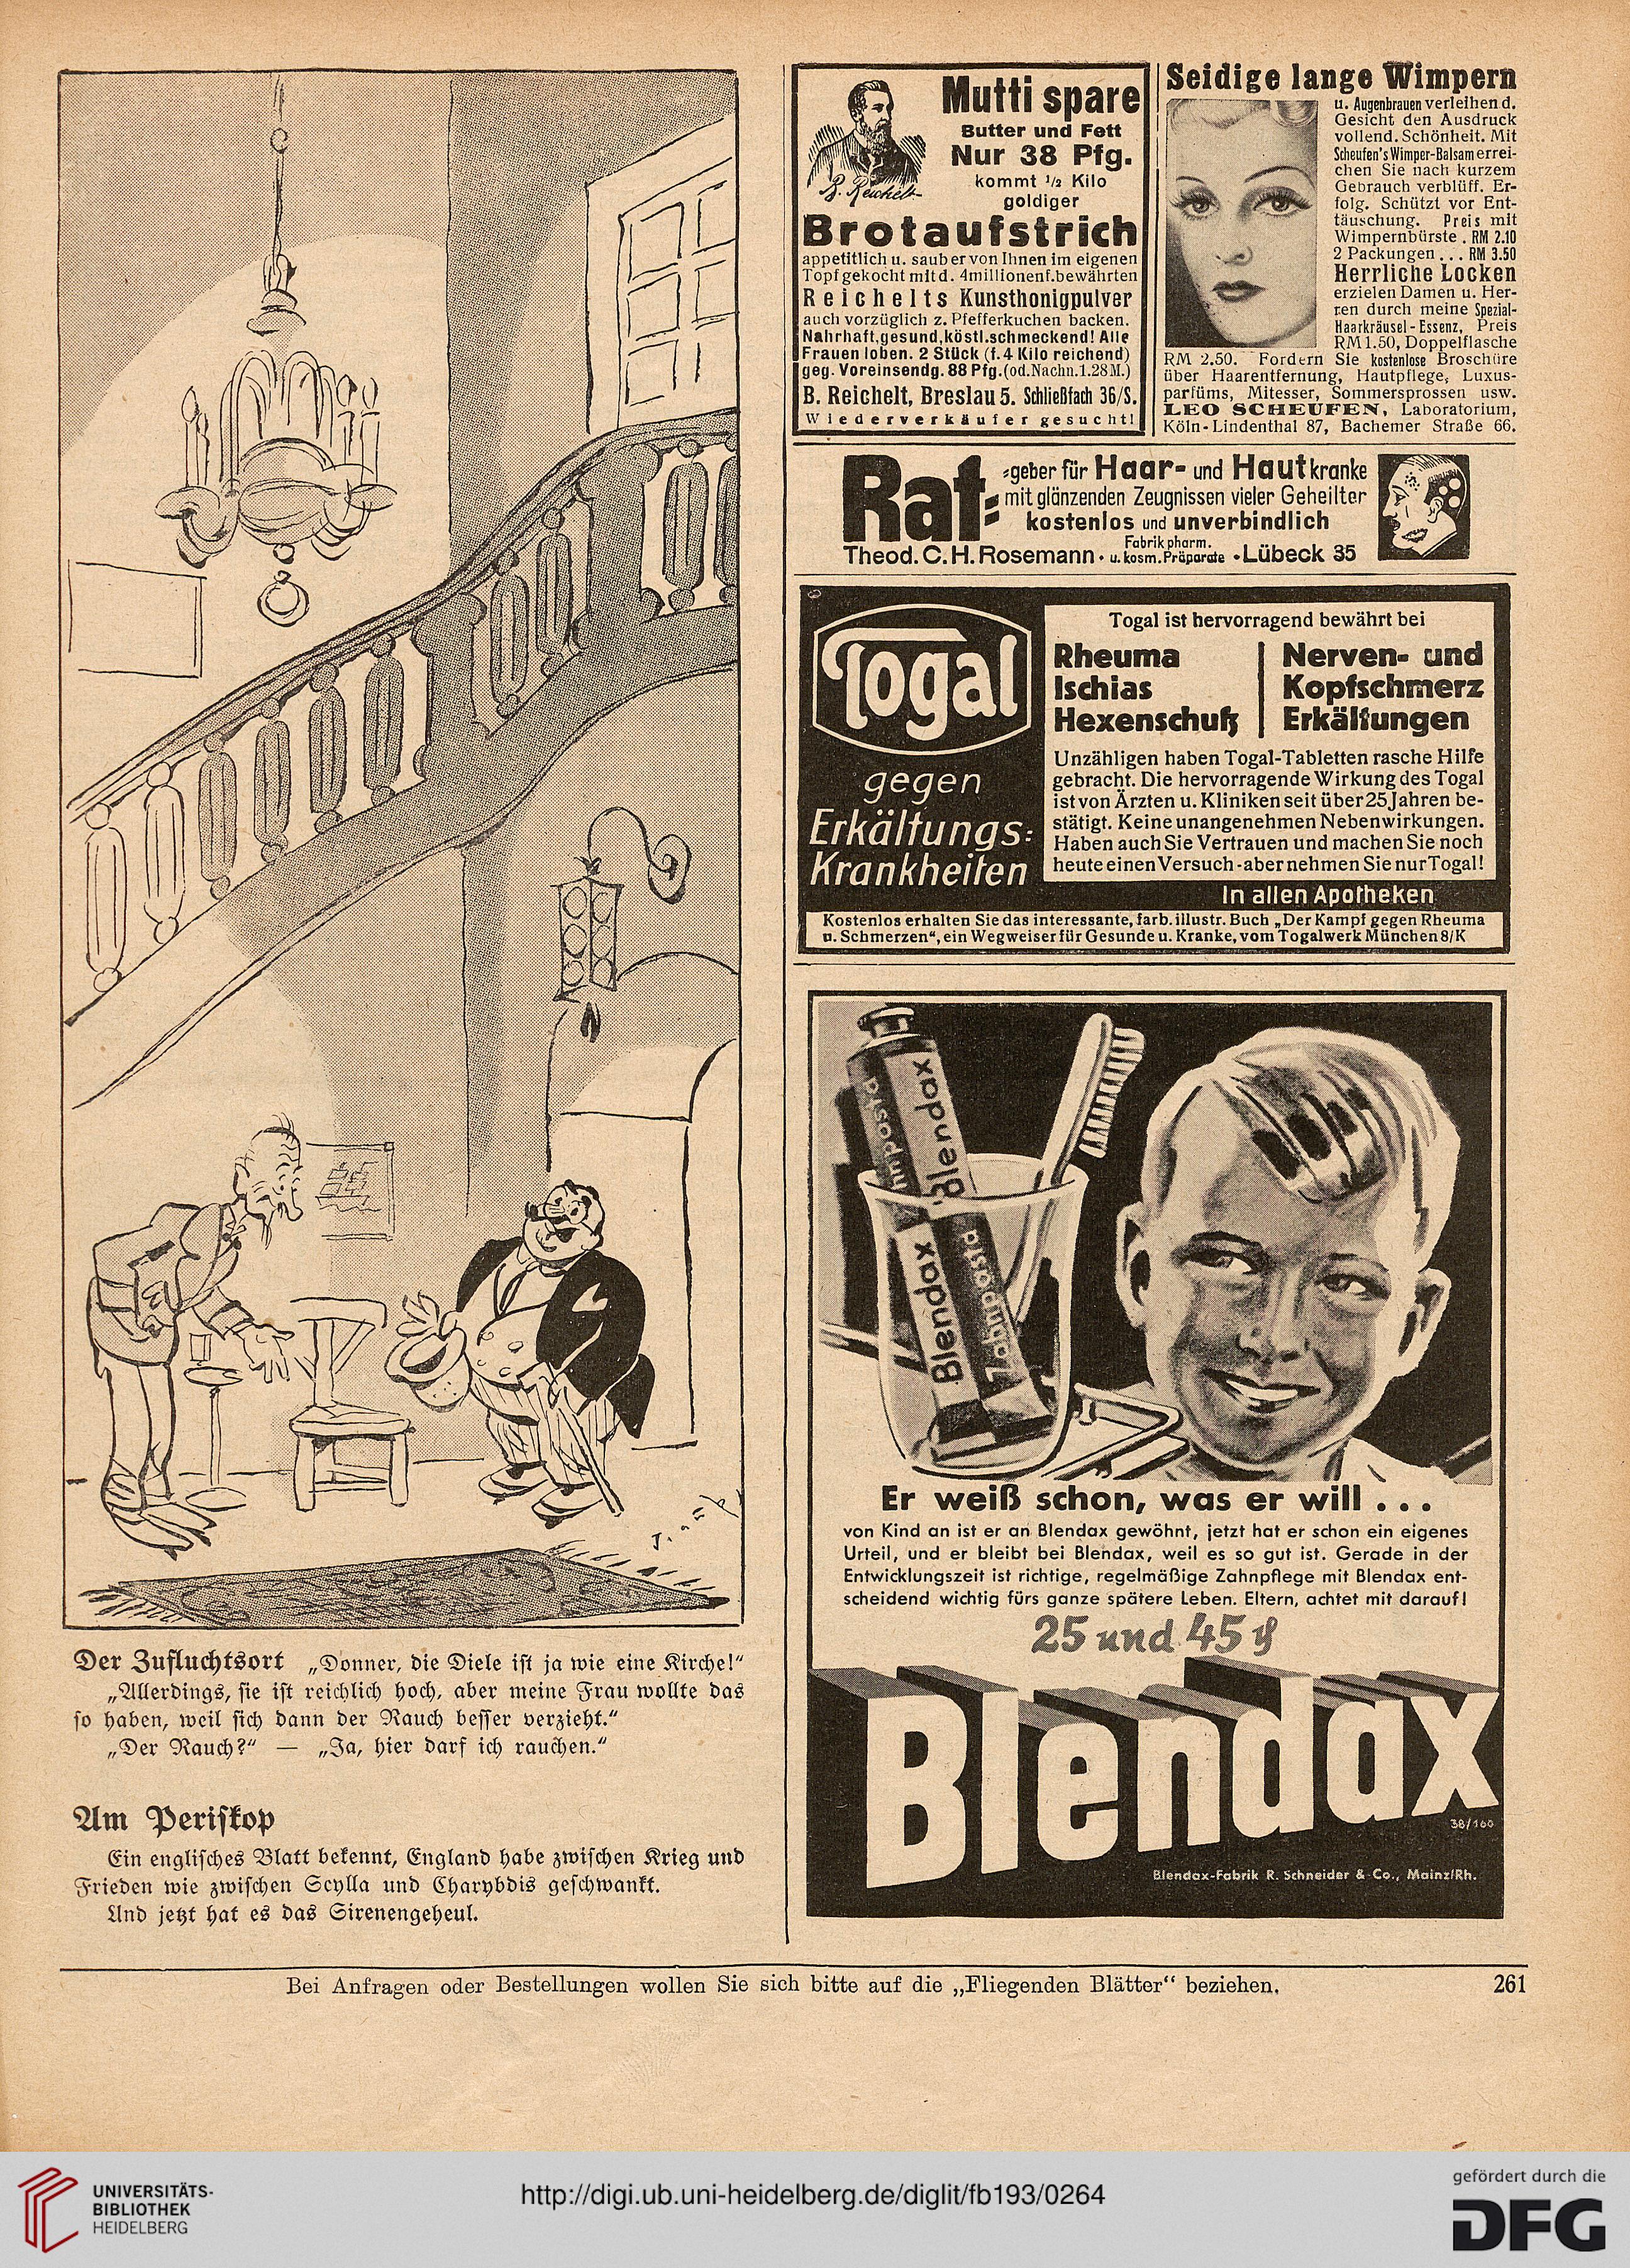 Der Zufluchtsort „Donner, die Diele ist ja wie eine Kirche!"
„Allerdings, sie ist reichlich hoch, aber meine Frau wollte das
so haben, weil sich dann der Rauch besser verzieht."
„Der Rauch?" — „Ja, hier darf ich rauchen."
Am Periskop
Ein englisches Blatt bekennt, England habe zwischen Krieg und
Frieden wie zwischen Scylla und Charybdis geschwankt.
Und jetzt hat es das Sirenengeheul.
Mutti spare
Butter und Fett
Nur 38 Pfg.
kommt ½ Kilo
goldiger
B. Reichelt
Brotaufstrich
appetitlich u. sauber von Ihnen im eigenen
Topf gekocht mit d. 4millionenf. bewährten
Reichelts Kunsthonigpulver
auch vorzüglich z. Pfefferkuchen backen.
Nahrhaft, gesund, köstl. schmeckend! Alle
Frauen loben. 2 Stück (f. 4 Kilo reichend)
geg. Voreinsendg. 88 Pfg. (od. Nachn. 1.28 M.)
B. Reichelt, Breslau 5. Schließfach 36/S.
Wiederverkäufer gesucht!
Seidige lange Wimpern
u. Augenbrauen verleihen d.
Gesicht den Ausdruck
vollend. Schönheit. Mit
Scheufen's Wimper-Balsam errei-
chen Sie nach kurzem
Gebrauch verblüff. Er-
folg. Schützt vor Ent-
täuschung. Preis mit
Wimpernbürste . RM 2.10
2 Packungen . . . RM 3.50
Herrliche Locken
erzielen Damen u. Her-
ren durch meine Spezial-
Haarkräusel-Essenz, Preis
RM 1.50, Doppelflasche
RM 2.50. Fordern Sie kostenlose Broschüre
über Haarentfernung, Hautpflege, Luxus-
parfüms, Mitesser, Sommersprossen usw.
LEO SCHEUFEN, Laboratorium,
Köln-Lindenthal 87, Bachemer Straße 66.
Rat=
=geber für Haar- und Hautkranke
mit glänzenden Zeugnissen vieler Geheilter
kostenlos und unverbindlich
Theod. C. H. Rosemann • Fabrik pharm. u. kosm. Präparate • Lübeck 35
Togal
gegen
Erkältungs=
Krankheiten
Togal ist hervorragend bewährt bei
Rheuma
Ischias
Hexenschuß
Nerven- und
Kopfschmerz
Erkältungen
Unzähligen haben Togal-Tabletten rasche Hilfe
gebracht. Die hervorragende Wirkung des Togal
ist von Ärzten u. Kliniken seit über 25 Jahren be-
stätigt. Keine unangenehmen Nebenwirkungen.
Haben auch Sie Vertrauen und machen Sie noch
heute einen Versuch - aber nehmen Sie nur Togal!
In allen Apotheken
Kostenlos erhalten Sie das interessante, farb. illustr. Buch „Der Kampf gegen Rheuma
u. Schmerzen", ein Wegweiser für Gesunde u. Kranke, vom Togalwerk München 8/K
Blendax
Blendax
Zahnpasta
Er weiß schon, was er will . . .
von Kind an ist er an Blendax gewöhnt, jetzt hat er schon ein eigenes
Urteil, und er bleibt bei Blendax, weil es so gut ist. Gerade in der
Entwicklungszeit ist richtige, regelmäßige Zahnpflege mit Blendax ent-
scheidend wichtig fürs ganze spätere Leben. Eltern, achtet mit darauf!
25 und 45 ₰
Blendax
38/160
Blendax-Fabrik R. Schneider & Co., Mainz/Rh.
Bei Anfragen oder Bestellungen wollen Sie sich bitte auf die „Fliegenden Blätter" beziehen.
261
UNIVERSITÄTS-
BIBLIOTHEK
HEIDELBERG
http://digi.ub.uni-heidelberg.de/diglit/fb193/0264
gefördert durch die
DFG